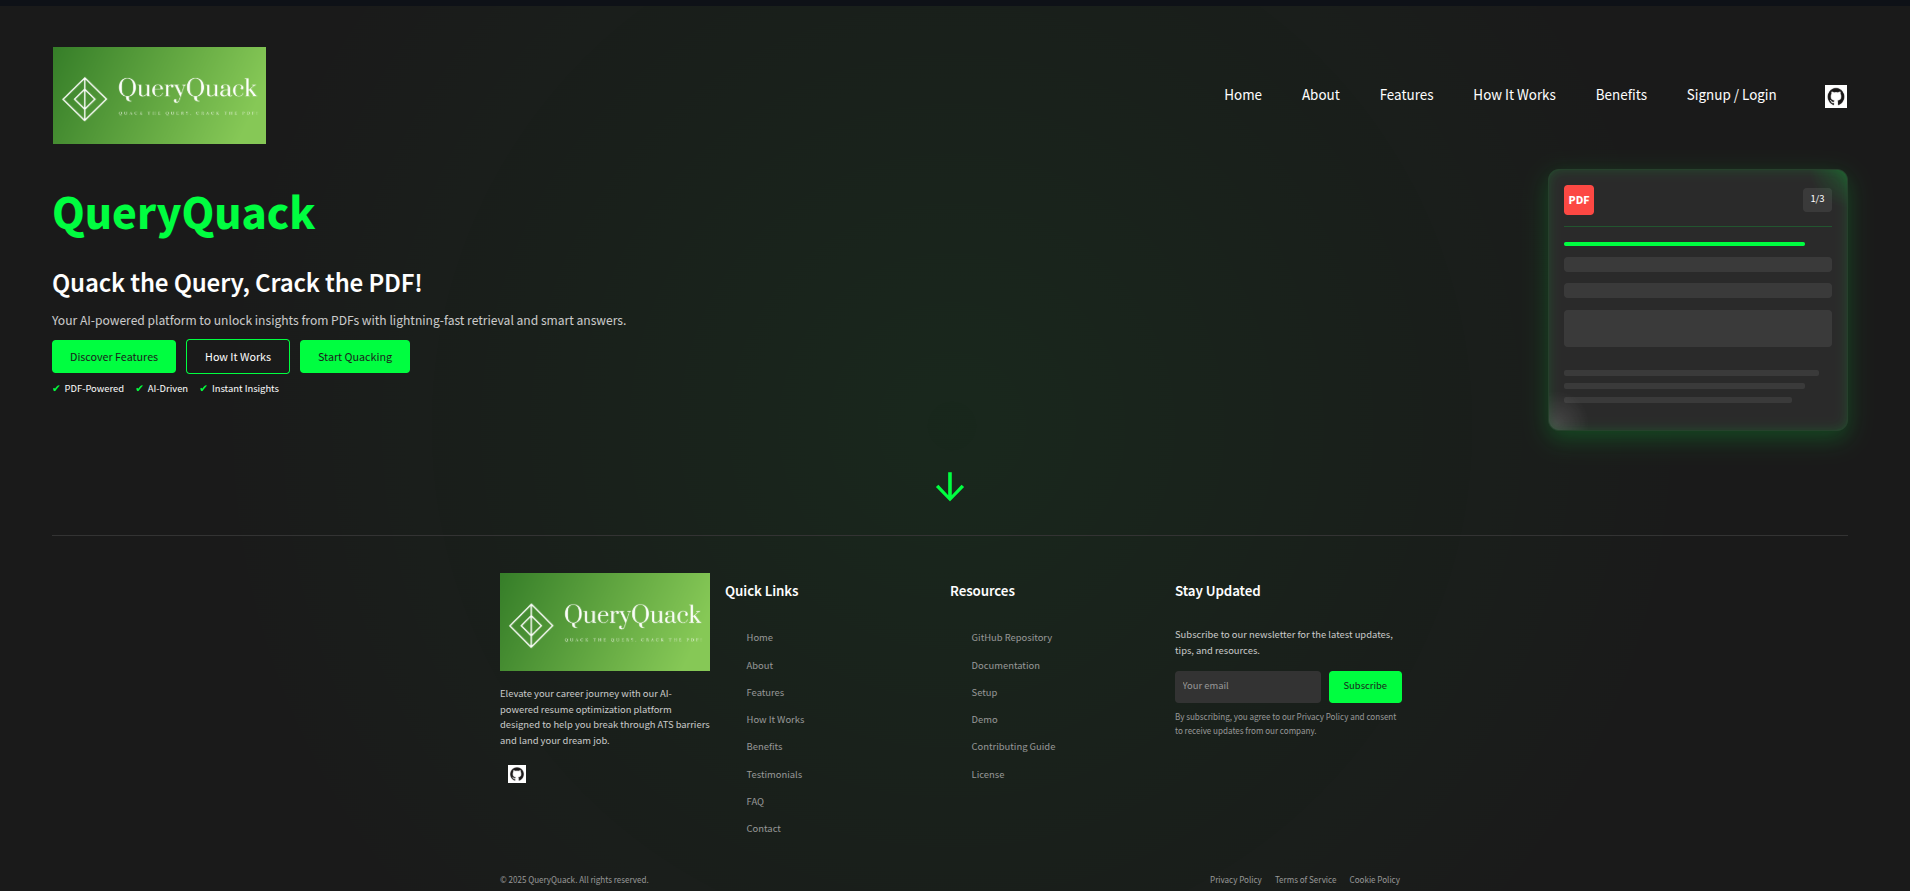 QueryQuack
QUACK THE QUERY, CRACK THE PDF!
Home About Features How It Works Benefits Signup / Login
QueryQuack
Quack the Query, Crack the PDF!
Your AI-powered platform to unlock insights from PDFs with lightning-fast retrieval and smart answers.
Discover Features How It Works Start Quacking
✔ PDF-Powered ✔ AI-Driven ✔ Instant Insights
PDF 1/3
QueryQuack
QUACK THE QUERY, CRACK THE PDF!
Elevate your career journey with our AI-
powered resume optimization platform
designed to help you break through ATS barriers
and land your dream job.
Quick Links
Home
About
Features
How It Works
Benefits
Testimonials
FAQ
Contact
Resources
GitHub Repository
Documentation
Setup
Demo
Contributing Guide
License
Stay Updated
Subscribe to our newsletter for the latest updates,
tips, and resources.
Your email Subscribe
By subscribing, you agree to our Privacy Policy and consent
to receive updates from our company.
© 2025 QueryQuack. All rights reserved.
Privacy Policy Terms of Service Cookie Policy